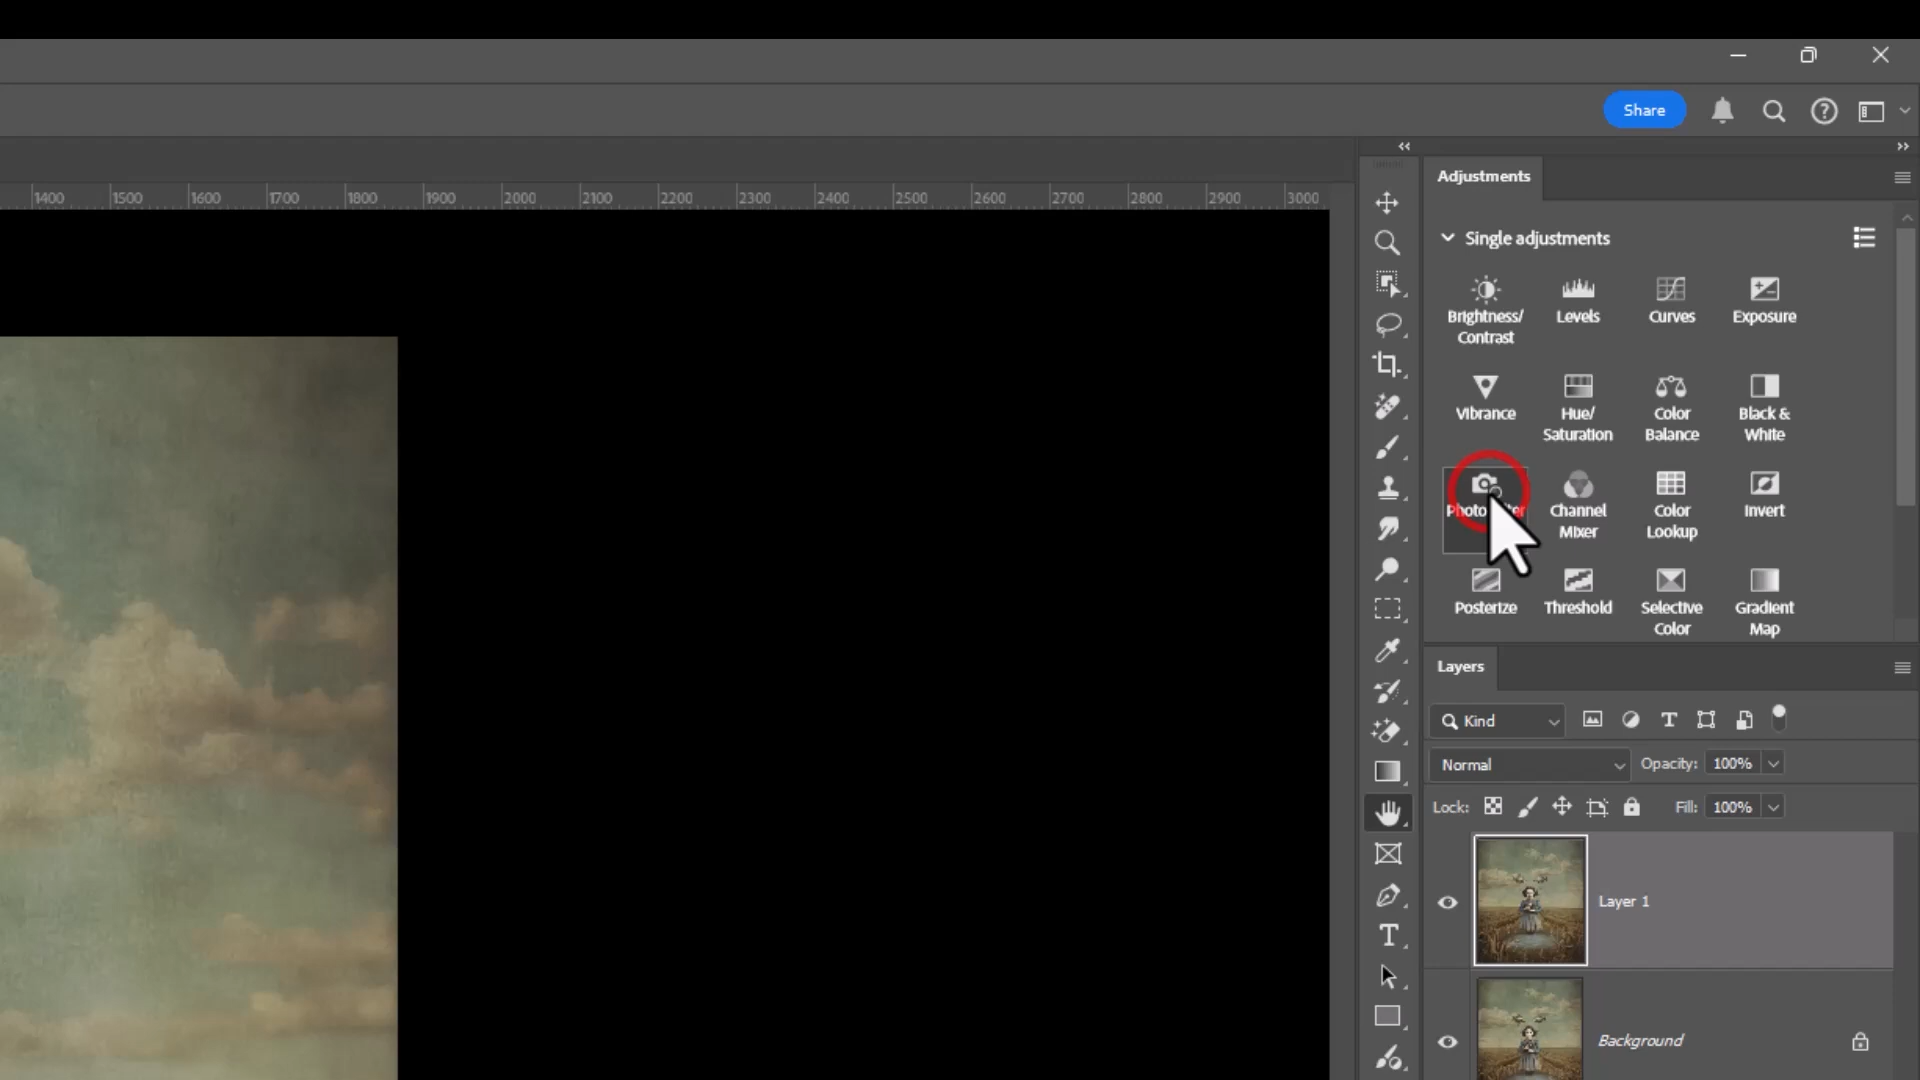 Share
1400 1500 1600 1700 1800 1900 2000 2100 2200 2300 2400 2500 2600 2700 2800 2900 3000
Adjustments
Single adjustments
Brightness/
Contrast
Levels
Curves
Exposure
Vibrance
Hue/
Saturation
Color
Balance
Black &
White
Photo
Channel
Mixer
Color
Lookup
Invert
Posterize
Threshold
Selective
Color
Gradient
Map
Layers
Kind
Normal
Opacity: 100%
Lock:
Fill: 100%
Layer 1
Background